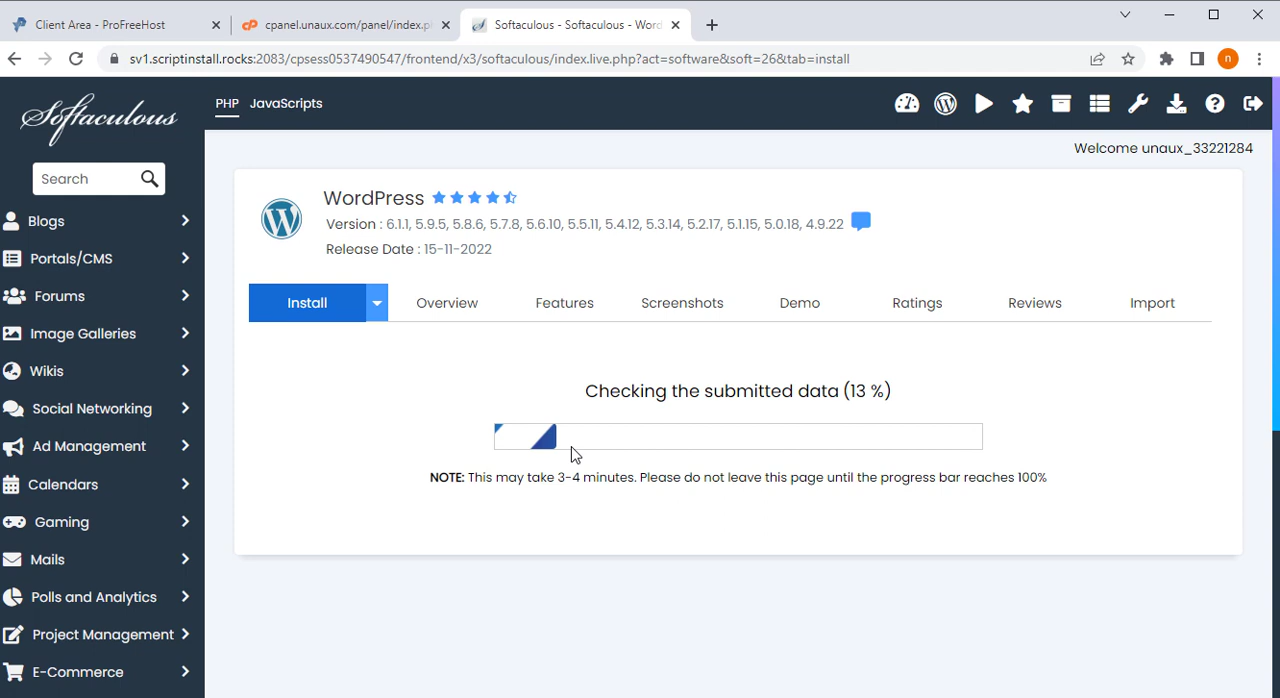 Client Area - ProFreeHost
cpanel.unaux.com/panel/index.p
Softaculous - Softaculous - Wor
sv1.scriptinstall.rocks:2083/cpsess0537490547/frontend/x3/softaculous/index.live.php?act=software&soft=26&tab=install
n
Softaculous
PHP JavaScripts
Welcome unaux_33221284
Search
Blogs
Portals/CMS
Forums
Image Galleries
Wikis
Social Networking
Ad Management
Calendars
Gaming
Mails
Polls and Analytics
Project Management
E-Commerce
WordPress
Version : 6.1.1, 5.9.5, 5.8.6, 5.7.8, 5.6.10, 5.5.11, 5.4.12, 5.3.14, 5.2.17, 5.1.15, 5.0.18, 4.9.22
Release Date : 15-11-2022
Install Overview Features Screenshots Demo Ratings Reviews Import
Checking the submitted data (13 %)
NOTE: This may take 3-4 minutes. Please do not leave this page until the progress bar reaches 100%